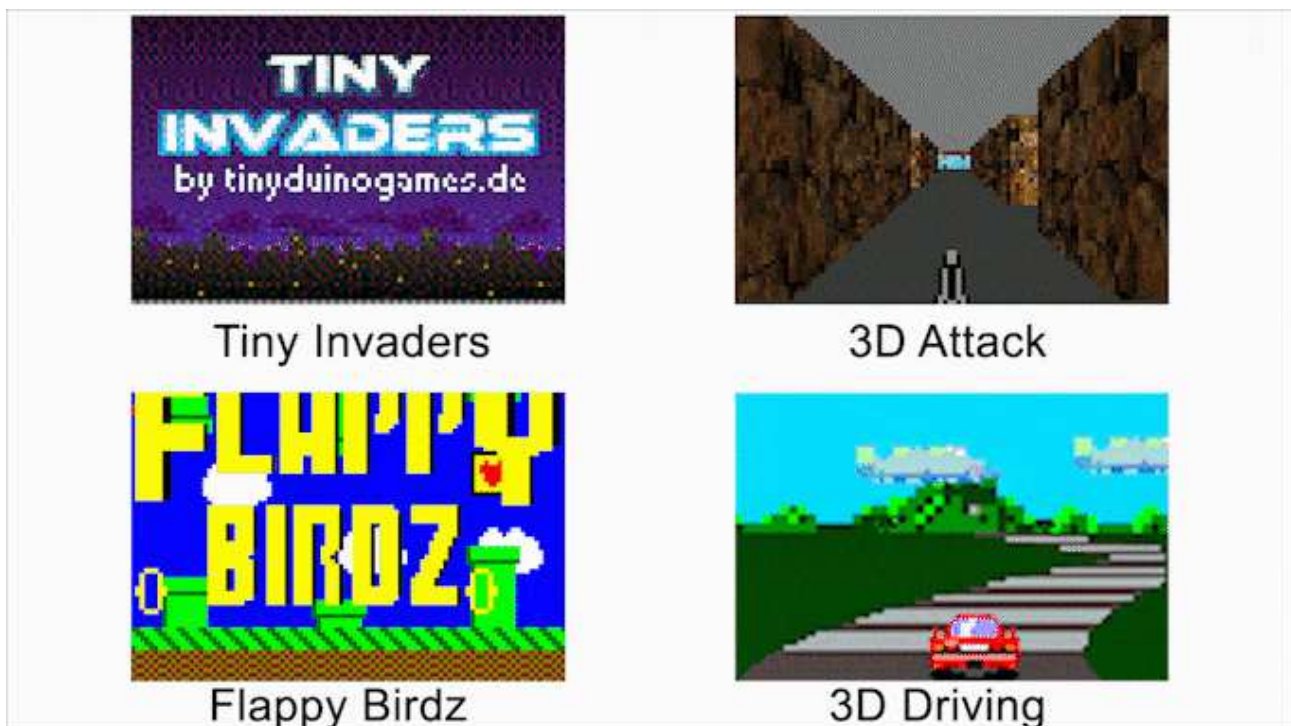 TINY
INVADERS
by tinyduinogames.de
Tiny Invaders
3D Attack
FLAPPY
BIRDZ
Flappy Birdz
3D Driving